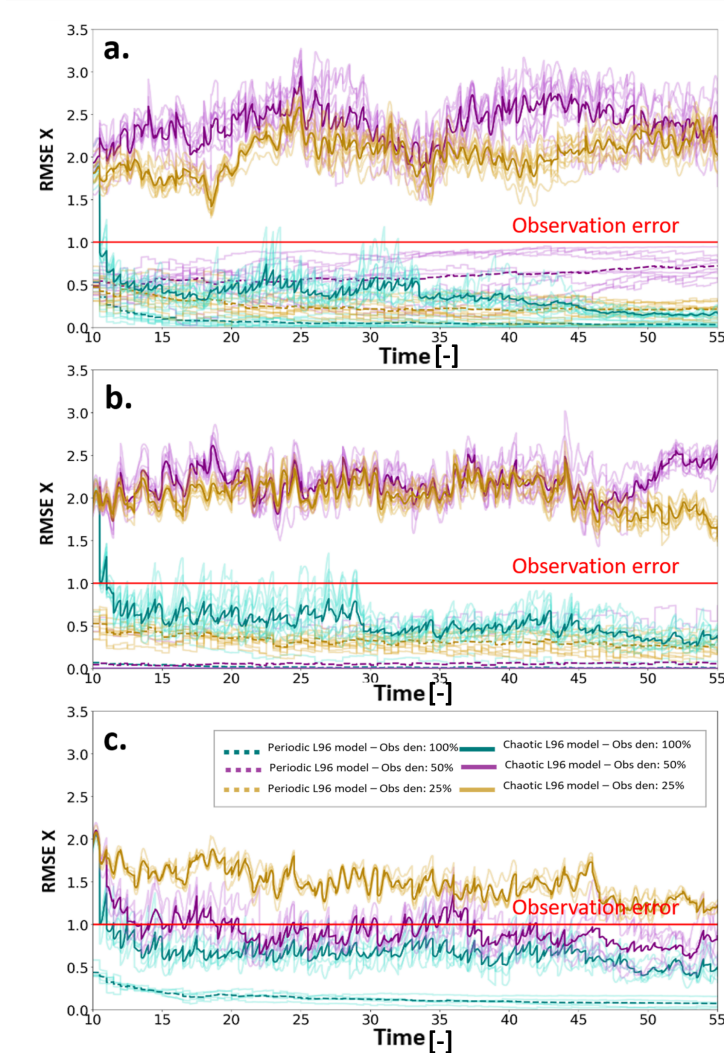 a.
3.5
3.0
2.5
2.0
1.5
1.0
0.5
0.0
RMSE X
Observation error
10 15 20 25 30 35 40 45 50 55
Time [-]
b.
3.5
3.0
2.5
2.0
1.5
1.0
0.5
0.0
RMSE X
Observation error
10 15 20 25 30 35 40 45 50 55
Time [-]
c.
3.5
3.0
2.5
2.0
1.5
1.0
0.5
0.0
RMSE X
Periodic L96 model – Obs den: 100% Chaotic L96 model – Obs den: 100%
Periodic L96 model – Obs den: 50% Chaotic L96 model – Obs den: 50%
Periodic L96 model – Obs den: 25% Chaotic L96 model – Obs den: 25%
Observation error
10 15 20 25 30 35 40 45 50 55
Time [-]